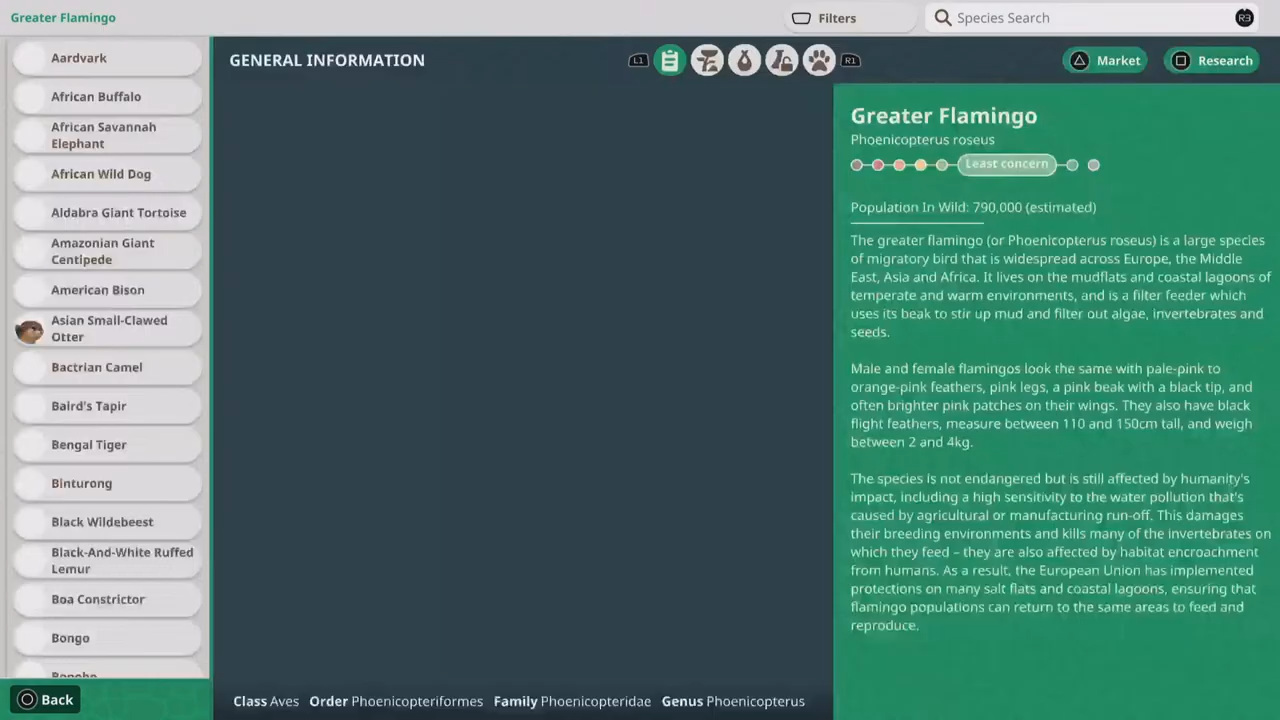 Greater Flamingo
Filters
Species Search
R3
Aardvark
African Buffalo
African Savannah
Elephant
African Wild Dog
Aldabra Giant Tortoise
Amazonian Giant
Centipede
American Bison
Asian Small-Clawed
Otter
Bactrian Camel
Baird's Tapir
Bengal Tiger
Binturong
Black Wildebeest
Black-And-White Ruffed
Lemur
Boa Constrictor
Bongo
Bonobo
Back
GENERAL INFORMATION
L1
R1
Market
Research
Greater Flamingo
Phoenicopterus roseus
Least concern
Population In Wild: 790,000 (estimated)
The greater flamingo (or Phoenicopterus roseus) is a large species
of migratory bird that is widespread across Europe, the Middle
East, Asia and Africa. It lives on the mudflats and coastal lagoons of
temperate and warm environments, and is a filter feeder which
uses its beak to stir up mud and filter out algae, invertebrates and
seeds.
Male and female flamingos look the same with pale-pink to
orange-pink feathers, pink legs, a pink beak with a black tip, and
often brighter pink patches on their wings. They also have black
flight feathers, measure between 110 and 150cm tall, and weigh
between 2 and 4kg.
The species is not endangered but is still affected by humanity's
impact, including a high sensitivity to the water pollution that's
caused by agricultural or manufacturing run-off. This damages
their breeding environments and kills many of the invertebrates on
which they feed – they are also affected by habitat encroachment
from humans. As a result, the European Union has implemented
protections on many salt flats and coastal lagoons, ensuring that
flamingo populations can return to the same areas to feed and
reproduce.
Class Aves Order Phoenicopteriformes Family Phoenicopteridae Genus Phoenicopterus